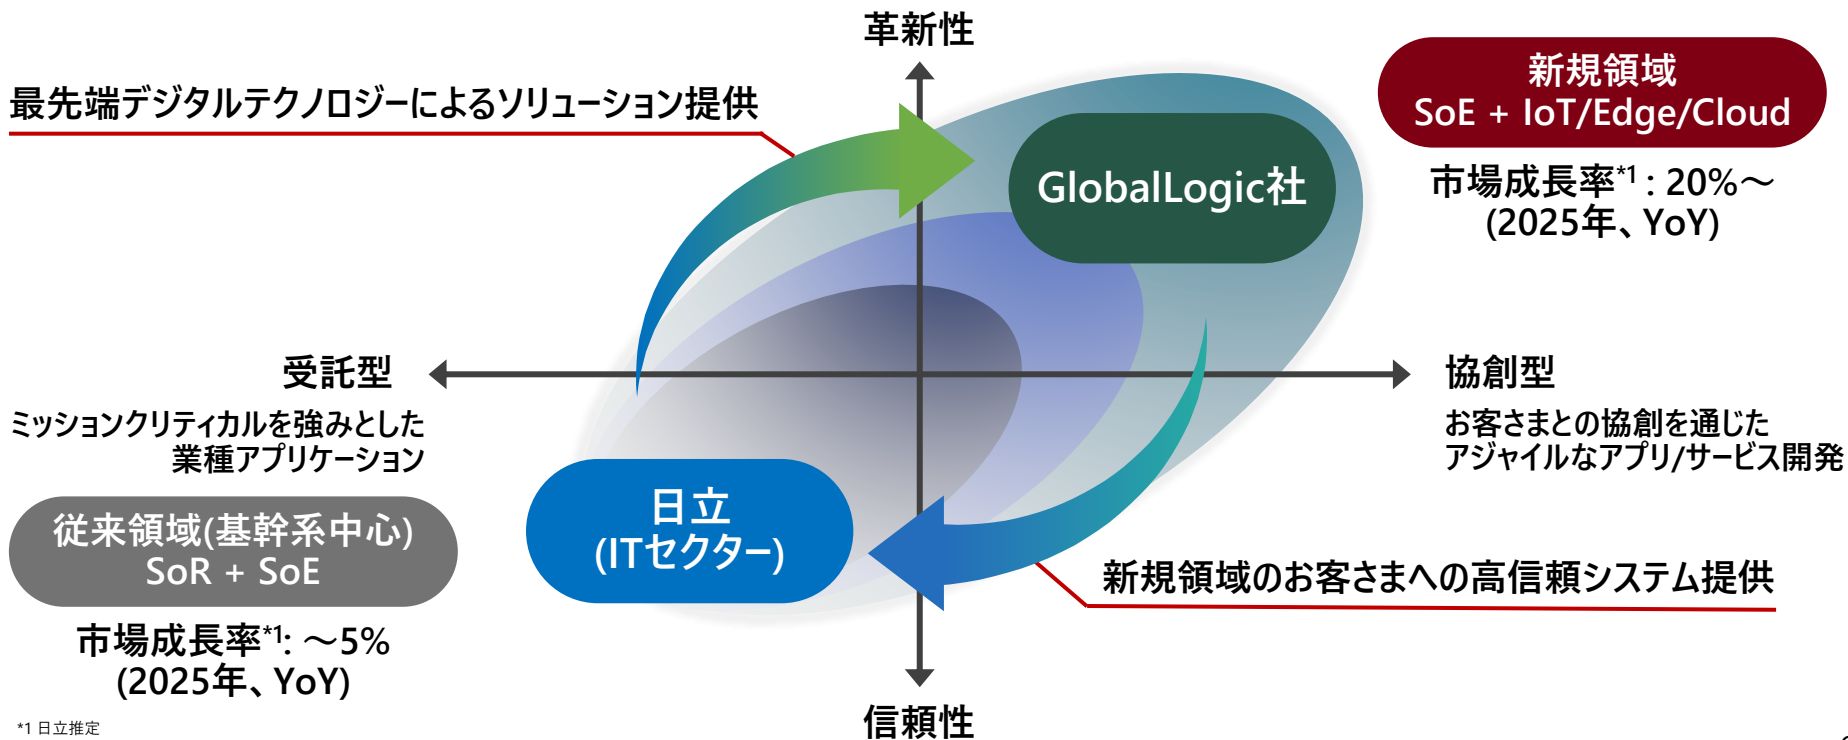 革新性
最先端デジタルテクノロジーによるソリューション提供
新規領域
SoE + IoT/Edge/Cloud
市場成長率*1 : 20%～
(2025年、YoY)
GlobalLogic社
受託型
ミッションクリティカルを強みとした
業種アプリケーション
協創型
お客さまとの協創を通じた
アジャイルなアプリ/サービス開発
従来領域(基幹系中心)
SoR + SoE
市場成長率*1: ～5%
(2025年、YoY)
日立
(ITセクター)
新規領域のお客さまへの高信頼システム提供
信頼性
*1 日立推定